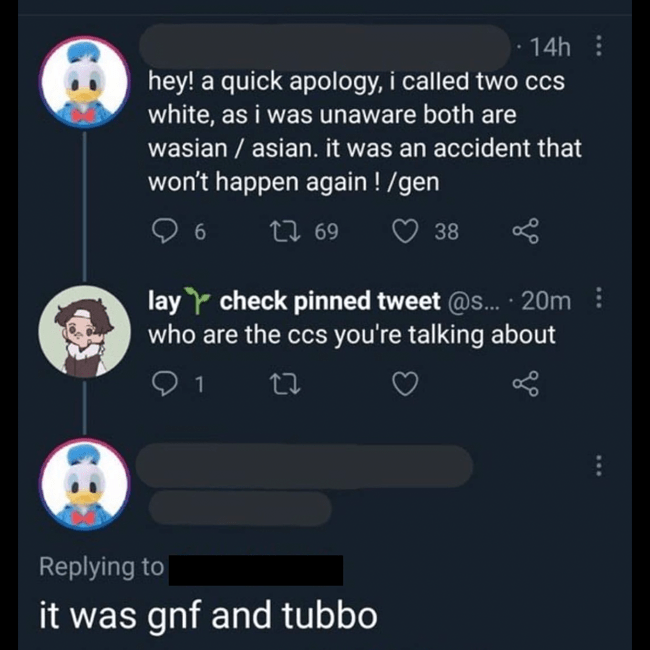 · 14h
hey! a quick apology, i called two ccs
white, as i was unaware both are
wasian / asian. it was an accident that
won't happen again ! /gen
6 69 38
lay 🌱 check pinned tweet @s... · 20m
who are the ccs you're talking about
1
Replying to
it was gnf and tubbo